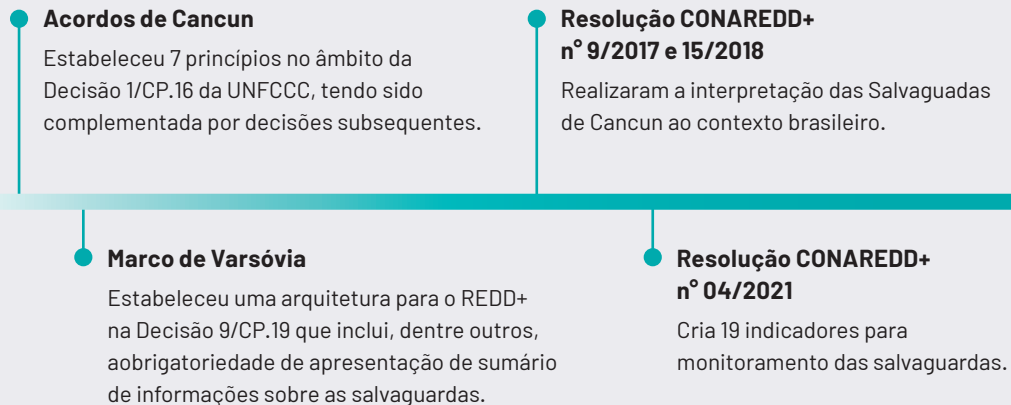 Acordos de Cancun
Estabeleceu 7 princípios no âmbito da
Decisão 1/CP.16 da UNFCCC, tendo sido
complementada por decisões subsequentes.
Resolução CONAREDD+
n° 9/2017 e 15/2018
Realizaram a interpretação das Salvaguadas
de Cancun ao contexto brasileiro.
Marco de Varsóvia
Estabeleceu uma arquitetura para o REDD+
na Decisão 9/CP.19 que inclui, dentre outros,
aobrigatoriedade de apresentação de sumário
de informações sobre as salvaguardas.
Resolução CONAREDD+
n° 04/2021
Cria 19 indicadores para
monitoramento das salvaguardas.